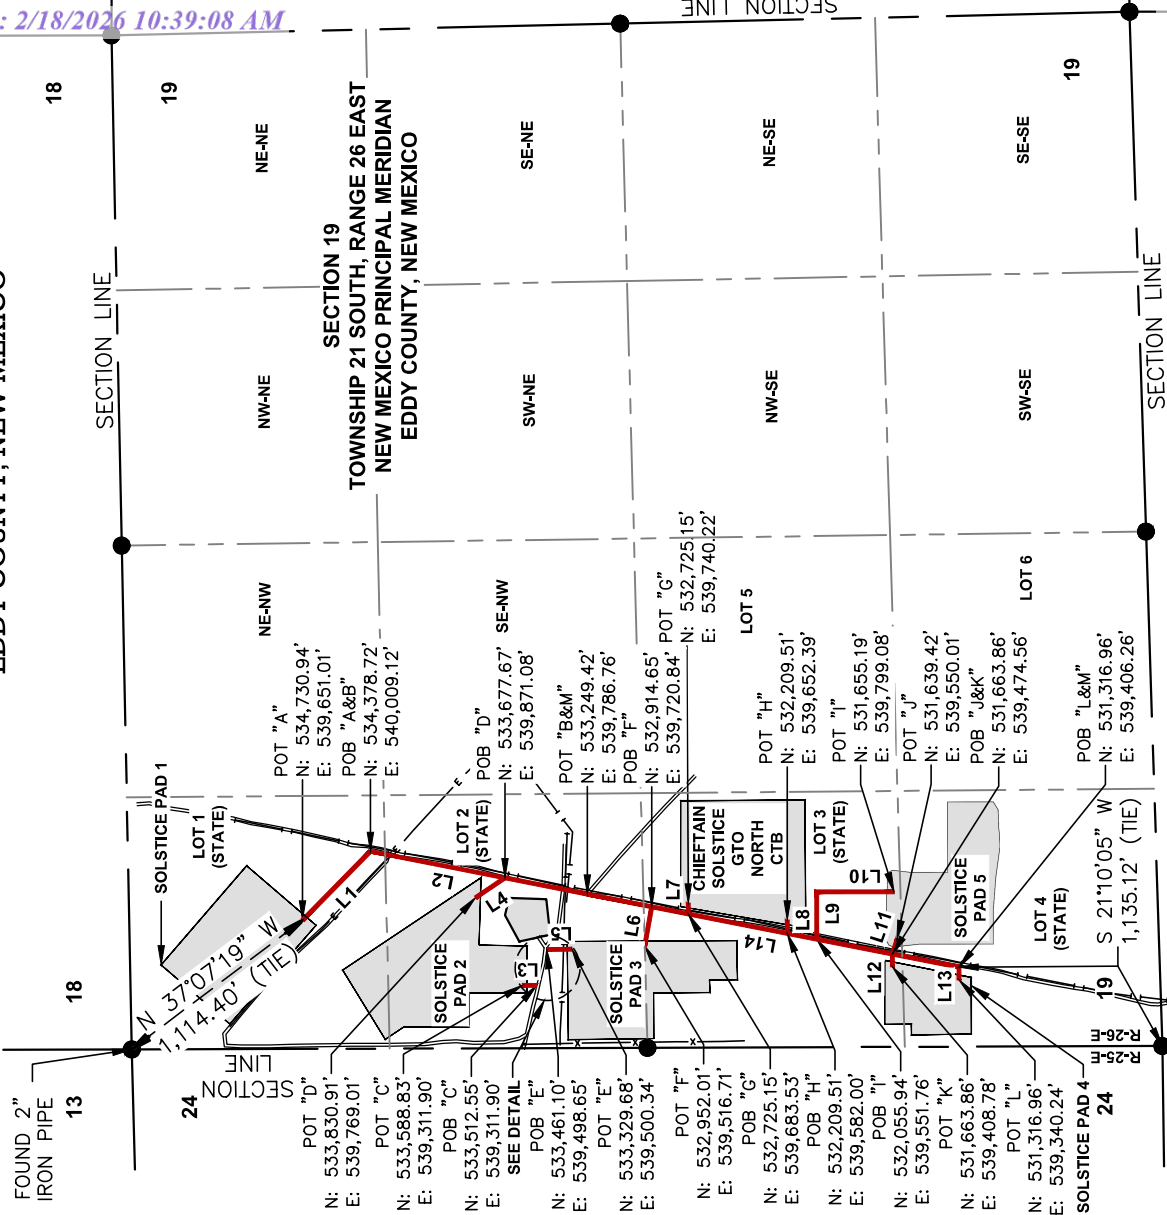 : 2/18/2026 10:39:08 AM
SECTION LINE
SECTION LINE
18
19
19
NE-NE
SE-NE
NE-SE
SE-SE
SECTION 19
TOWNSHIP 21 SOUTH, RANGE 26 EAST
NEW MEXICO PRINCIPAL MERIDIAN
EDDY COUNTY, NEW MEXICO
NW-NE
SW-NE
NW-SE
SW-SE
SECTION LINE
NE-NW
SE-NW
LOT 5
LOT 6
POT "A"
N: 534,730.94'
E: 539,651.01'
POB "A&B"
N: 534,378.72'
E: 540,009.12'
POB "D"
N: 533,677.67'
E: 539,871.08'
POT "B&M"
N: 533,249.42'
E: 539,786.76'
POB "F"
N: 532,914.65'
E: 539,720.84'
POT "G"
N: 532,725.15'
E: 539,740.22'
POT "H"
N: 532,209.51'
E: 539,652.39'
POT "I"
N: 531,655.19'
E: 539,799.08'
POT "J"
N: 531,639.42'
E: 539,550.01'
POB "J&K"
N: 531,663.86'
E: 539,474.56'
POB "L&M"
N: 531,316.96'
E: 539,406.26'
SOLSTICE PAD 1
LOT 1
(STATE)
LOT 2
(STATE)
LOT 3
(STATE)
LOT 4
(STATE)
CHIEFTAIN
SOLSTICE
GTO
NORTH
CTB
SOLSTICE
PAD 2
SOLSTICE
PAD 3
SOLSTICE
PAD 5
L1
L2
L3
L4
L5
L6
L7
L8
L9
L10
L11
L12
L13
L14
N 37°07'19" W
1,114.40' (TIE)
S 21°10'05" W
1,135.12' (TIE)
18
19
R-26-E
R-25-E
SECTION
LINE
FOUND 2"
IRON PIPE
13
24
24
POT "D"
N: 533,830.91'
E: 539,769.01'
POT "C"
N: 533,588.83'
E: 539,311.90'
POB "C"
N: 533,512.55'
E: 539,311.90'
SEE DETAIL
POB "E"
N: 533,461.10'
E: 539,498.65'
POT "E"
N: 533,329.68'
E: 539,500.34'
POT "F"
N: 532,952.01'
E: 539,516.71'
POB "G"
N: 532,725.15'
E: 539,683.53'
POB "H"
N: 532,209.51'
E: 539,582.00'
POB "I"
N: 532,055.94'
E: 539,551.76'
POT "K"
N: 531,663.86'
E: 539,408.78'
POT "L"
N: 531,316.96'
E: 539,340.24'
SOLSTICE PAD 4